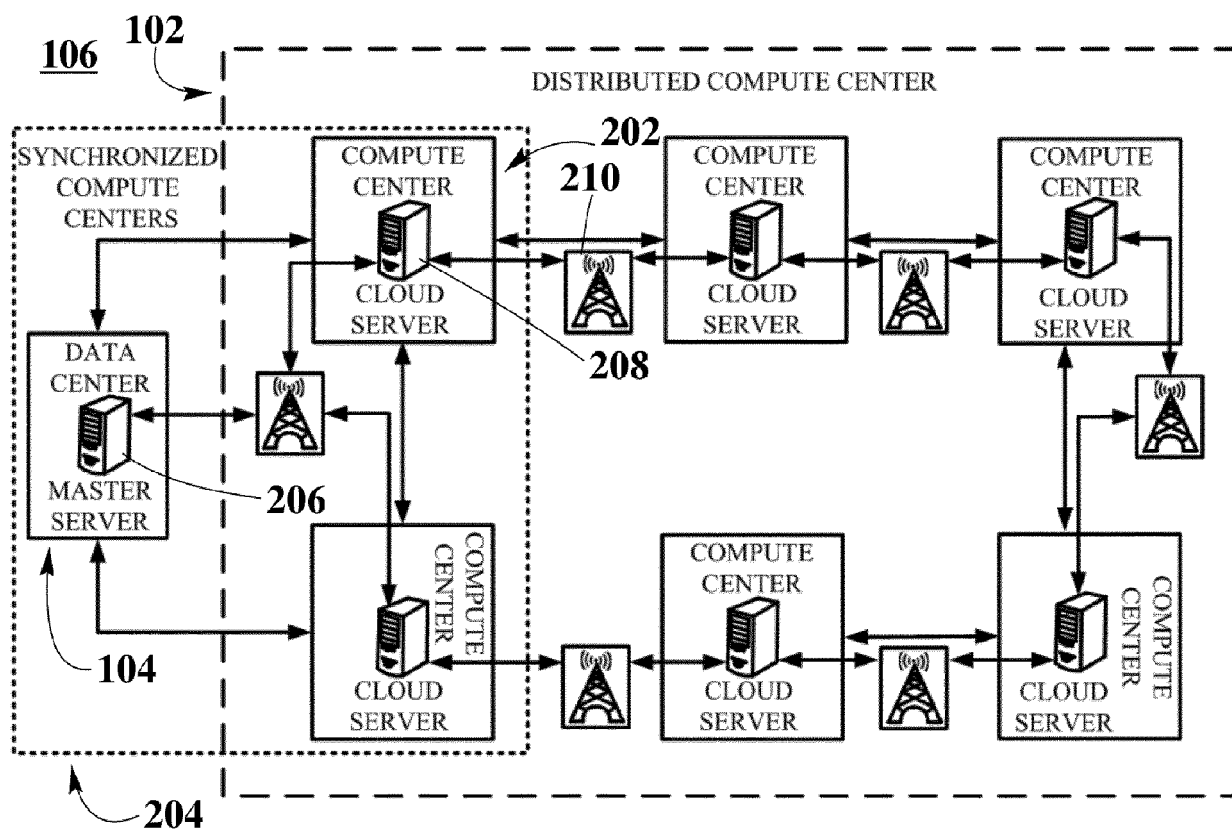 106
102
DISTRIBUTED COMPUTE CENTER
SYNCHRONIZED
COMPUTE
CENTERS
COMPUTE
CENTER
CLOUD
SERVER
202
210
208
COMPUTE
CENTER
CLOUD
SERVER
COMPUTE
CENTER
CLOUD
SERVER
DATA
CENTER
MASTER
SERVER
206
104
204
COMPUTE
CENTER
CLOUD
SERVER
COMPUTE
CENTER
CLOUD
SERVER
COMPUTE
CENTER
CLOUD
SERVER